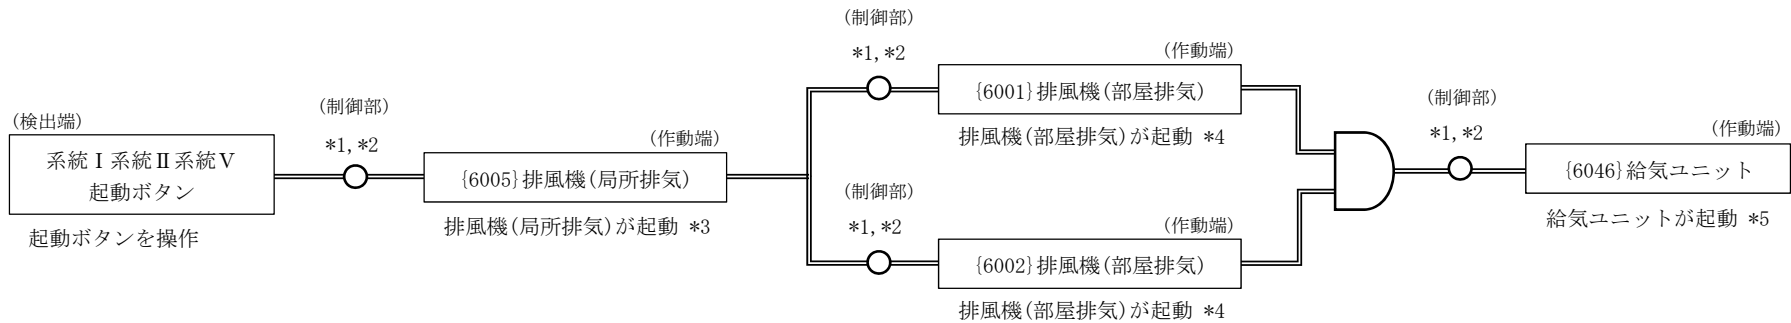 (検出端)
系統Ⅰ系統Ⅱ系統Ⅴ
起動ボタン
起動ボタンを操作
(制御部)
*1, *2
(作動端)
{6005}排風機(局所排気)
排風機(局所排気)が起動 *3
(制御部)
*1, *2
(作動端)
{6001}排風機(部屋排気)
排風機(部屋排気)が起動 *4
(制御部)
*1, *2
(作動端)
{6002}排風機(部屋排気)
排風機(部屋排気)が起動 *4
(制御部)
*1, *2
(作動端)
{6046}給気ユニット
給気ユニットが起動 *5